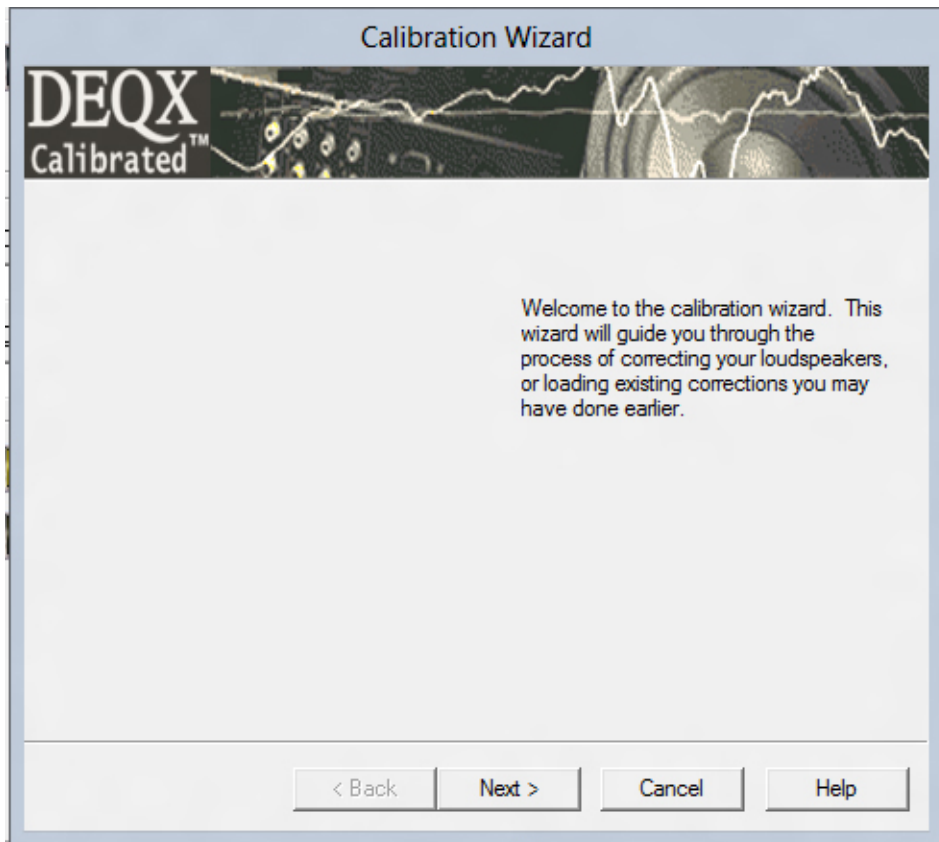 Calibration Wizard
DEQX
Calibrated™
Welcome to the calibration wizard.  This
wizard will guide you through the
process of correcting your loudspeakers,
or loading existing corrections you may
have done earlier.
< Back
Next >
Cancel
Help